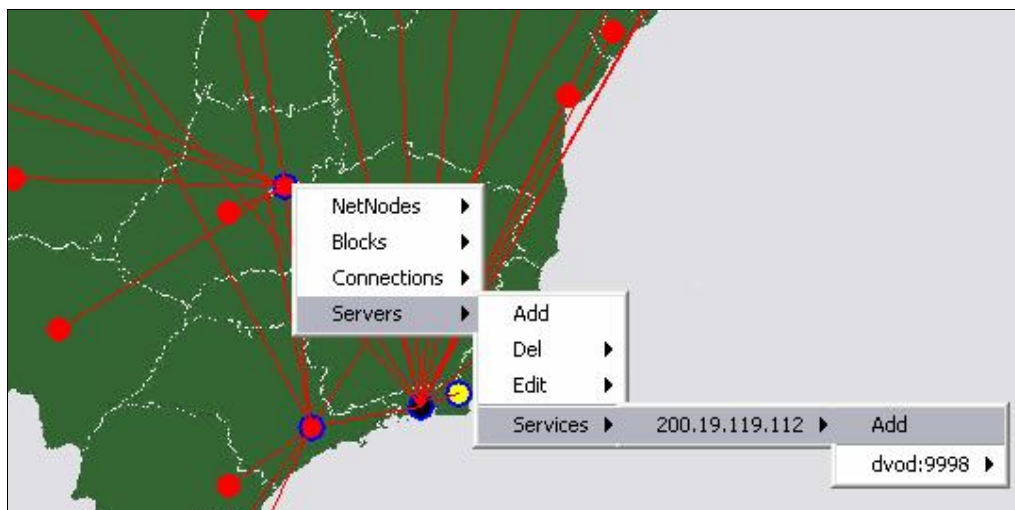 NetNodes
Blocks
Connections
Servers
Add
Del
Edit
Services
200.19.119.112
Add
dvod:9998